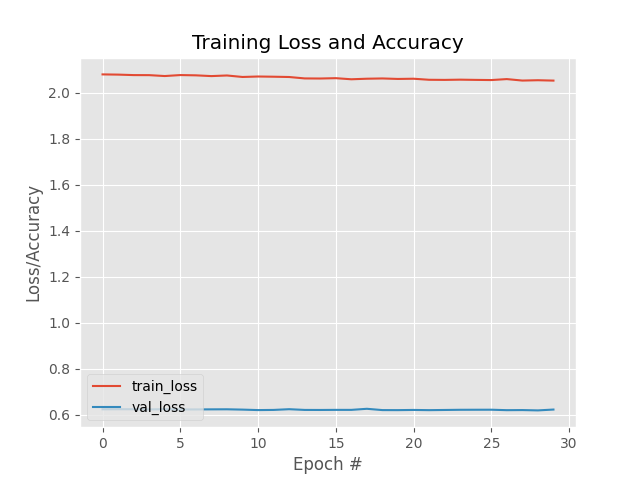 Training Loss and Accuracy
Loss/Accuracy
2.0
1.8
1.6
1.4
1.2
1.0
0.8
0.6
train_loss
val_loss
0 5 10 15 20 25 30
Epoch #